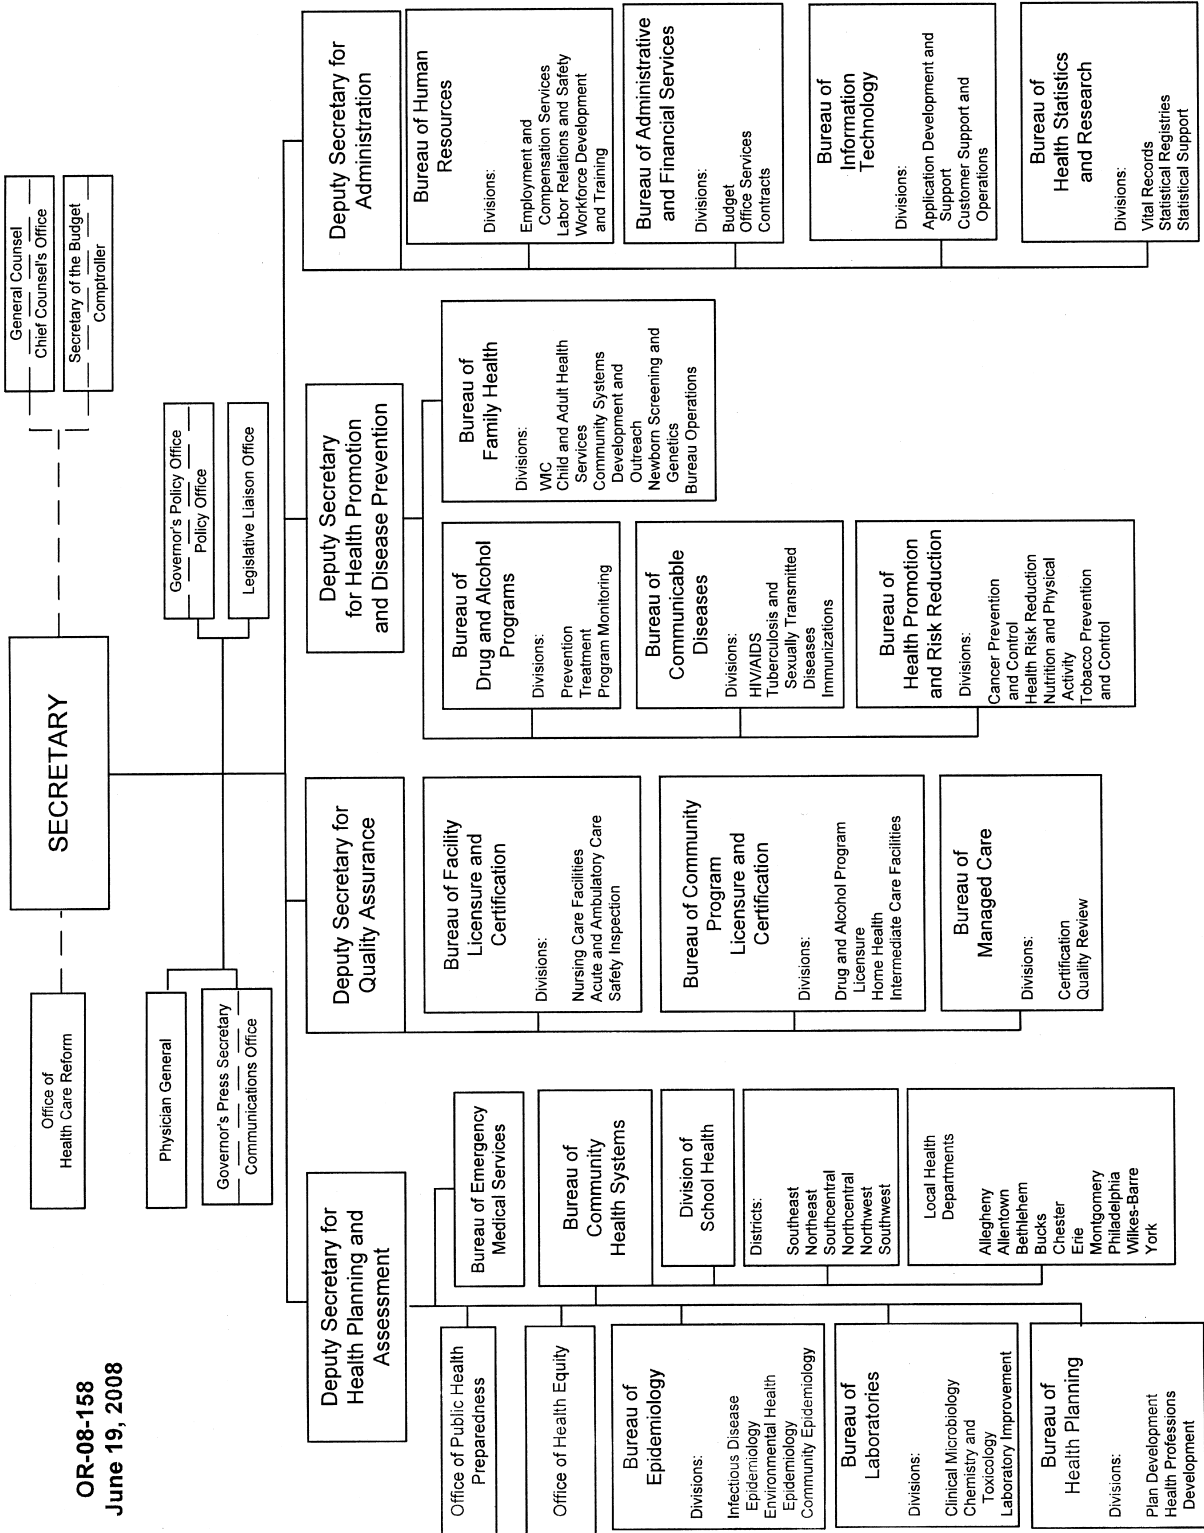 OR-08-158
June 19, 2008
SECRETARY
Office of
Health Care Reform
General Counsel
Chief Counsel's Office
Secretary of the Budget
Comptroller
Physician General
Governor's Press Secretary
Communications Office
Governor's Policy Office
Policy Office
Legislative Liaison Office
Deputy Secretary for
Health Planning and
Assessment
Office of Public Health
Preparedness
Office of Health Equity
Bureau of
Epidemiology
Divisions:
Infectious Disease
Epidemiology
Environmental Health
Epidemiology
Community Epidemiology
Bureau of
Laboratories
Divisions:
Clinical Microbiology
Chemistry and
Toxicology
Laboratory Improvement
Bureau of
Health Planning
Divisions:
Plan Development
Health Professions
Development
Bureau of Emergency
Medical Services
Bureau of
Community
Health Systems
Division of
School Health
Districts:
Southeast
Northeast
Southcentral
Northcentral
Northwest
Southwest
Local Health
Departments
Allegheny
Allentown
Bethlehem
Bucks
Chester
Erie
Montgomery
Philadelphia
Wilkes-Barre
York
Deputy Secretary for
Quality Assurance
Bureau of Facility
Licensure and
Certification
Divisions:
Nursing Care Facilities
Acute and Ambulatory Care
Safety Inspection
Bureau of Community
Program
Licensure and
Certification
Divisions:
Drug and Alcohol Program
Licensure
Home Health
Intermediate Care Facilities
Bureau of
Managed Care
Divisions:
Certification
Quality Review
Deputy Secretary
for Health Promotion
and Disease Prevention
Bureau of
Drug and Alcohol
Programs
Divisions:
Prevention
Treatment
Program Monitoring
Bureau of
Communicable
Diseases
Divisions:
HIV/AIDS
Tuberculosis and
Sexually Transmitted
Diseases
Immunizations
Bureau of
Health Promotion
and Risk Reduction
Divisions:
Cancer Prevention
and Control
Health Risk Reduction
Nutrition and Physical
Activity
Tobacco Prevention
and Control
Bureau of
Family Health
Divisions:
WIC
Child and Adult Health
Services
Community Systems
Development and
Outreach
Newborn Screening and
Genetics
Bureau Operations
Deputy Secretary for
Administration
Bureau of Human
Resources
Divisions:
Employment and
Compensation Services
Labor Relations and Safety
Workforce Development
and Training
Bureau of Administrative
and Financial Services
Divisions:
Budget
Office Services
Contracts
Bureau of
Information
Technology
Divisions:
Application Development and
Support
Customer Support and
Operations
Bureau of
Health Statistics
and Research
Divisions:
Vital Records
Statistical Registries
Statistical Support